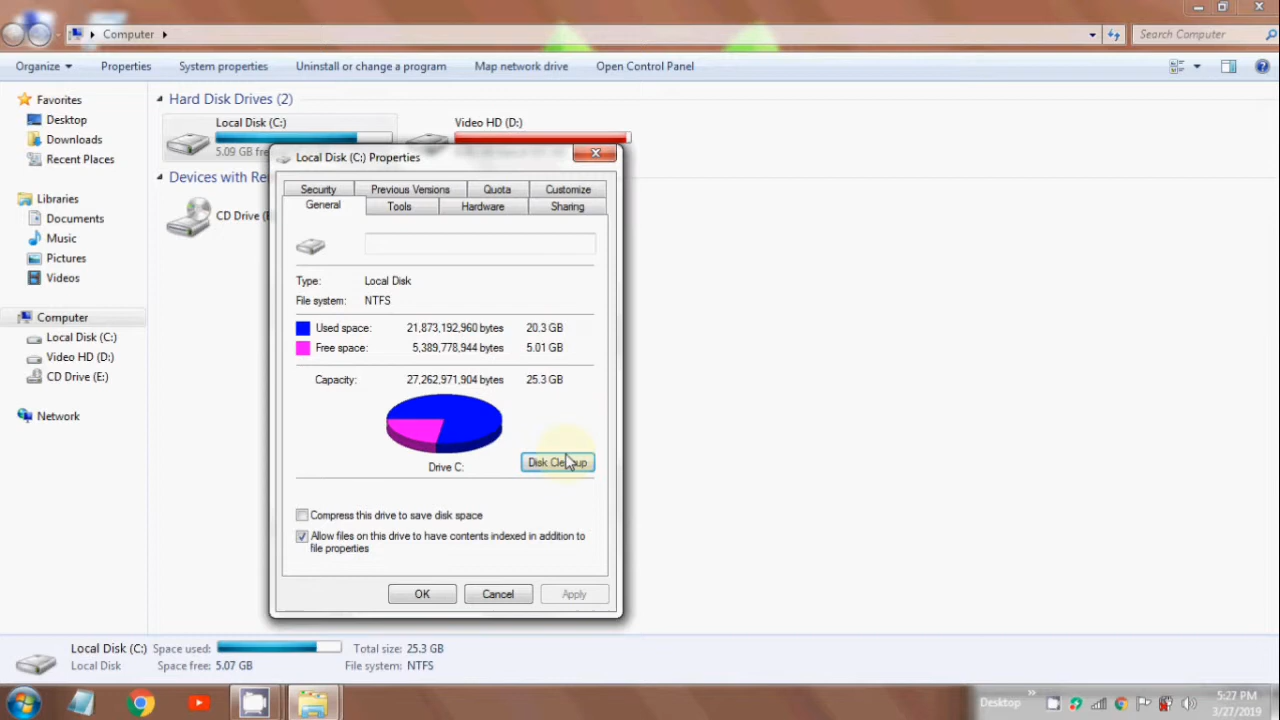 Computer
Search Computer
Organize Properties System properties Uninstall or change a program Map network drive Open Control Panel
Favorites
Desktop
Downloads
Recent Places
Libraries
Documents
Music
Pictures
Videos
Computer
Local Disk (C:)
Video HD (D:)
CD Drive (E:)
Network
Hard Disk Drives (2)
Local Disk (C:)
5.09 GB
Video HD (D:)
Devices with
CD Drive
Local Disk (C:) Properties
Security Previous Versions Quota Customize
General Tools Hardware Sharing
Type: Local Disk
File system: NTFS
Used space: 21,873,192,960 bytes 20.3 GB
Free space: 5,389,778,944 bytes 5.01 GB
Capacity: 27,262,971,904 bytes 25.3 GB
Drive C:
Disk Cleanup
Compress this drive to save disk space
Allow files on this drive to have contents indexed in addition to
file properties
OK Cancel Apply
Local Disk (C:) Space used: Total size: 25.3 GB
Local Disk Space free: 5.07 GB File system: NTFS
Desktop
5:27 PM
3/27/2019